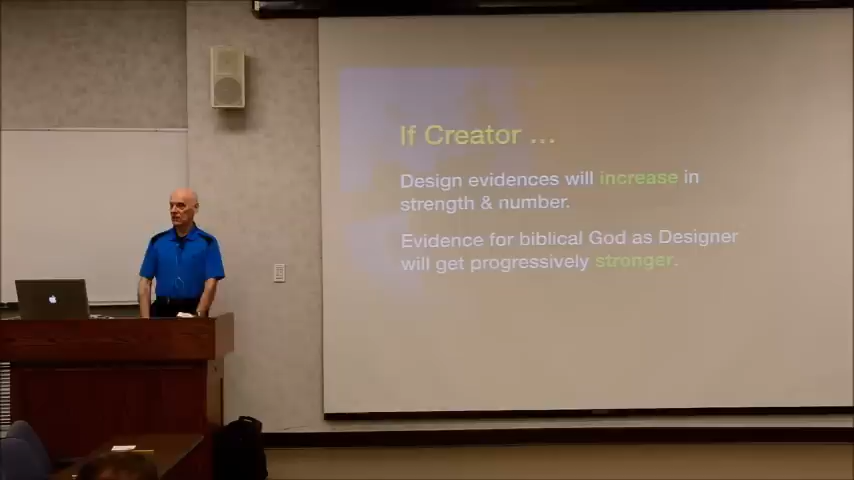 If Creator ...
Design evidences will increase in
strength & number.
Evidence for biblical God as Designer
will get progressively stronger.